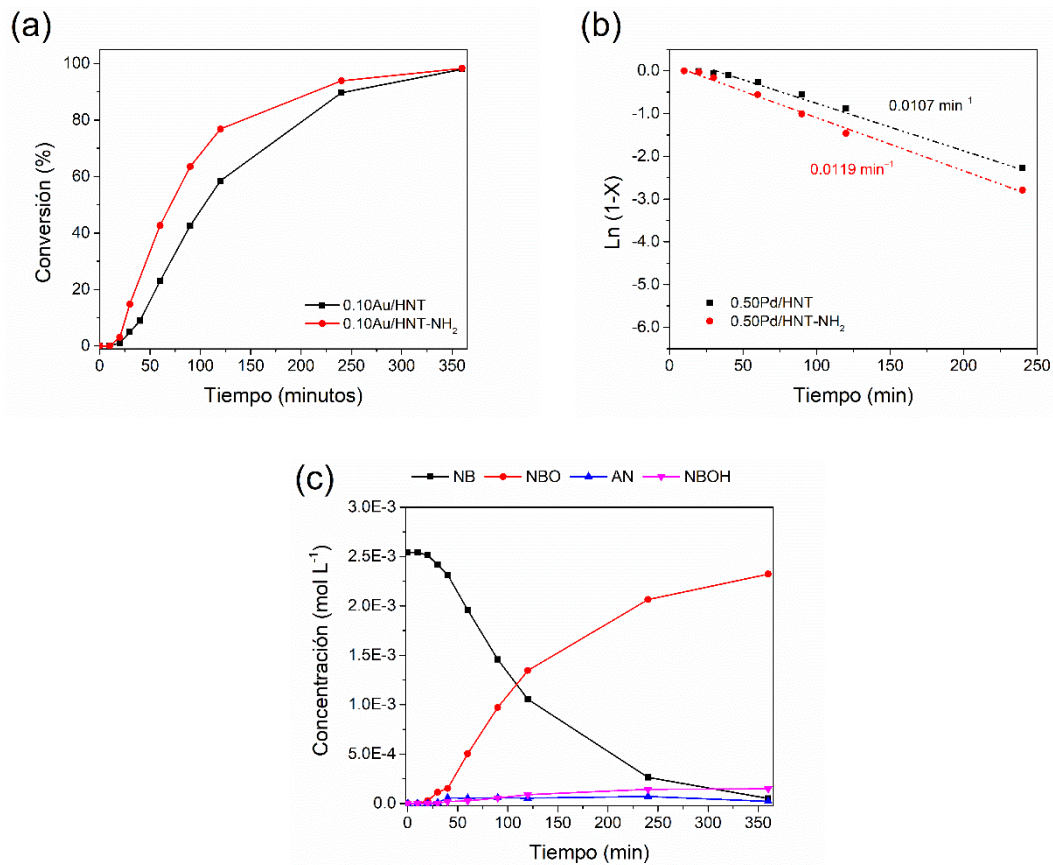 (a)
100
80
60
40
20
0
Conversión (%)
0.10Au/HNT
0.10Au/HNT-NH₂
0 50 100 150 200 250 300 350
Tiempo (minutos)
(b)
0.0
-1.0
-2.0
-3.0
-4.0
-5.0
-6.0
Ln (1-X)
0.0107 min⁻¹
0.0119 min⁻¹
0.50Pd/HNT
0.50Pd/HNT-NH₂
0 50 100 150 200 250
Tiempo (min)
(c)
NB NBO AN NBOH
3.0E-3
2.5E-3
2.0E-3
1.5E-3
1.0E-3
5.0E-4
0.0
Concentración (mol L⁻¹)
0 50 100 150 200 250 300 350
Tiempo (min)